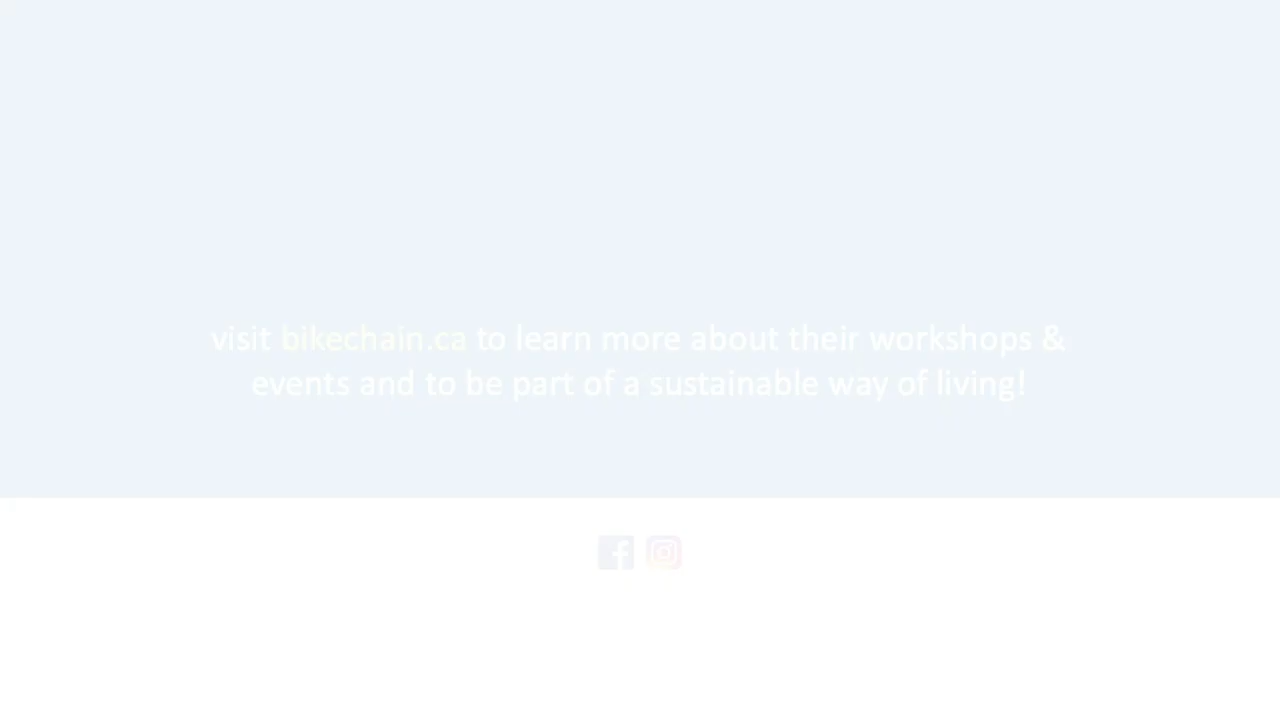 visit bikechain.ca to learn more about their workshops &
events and to be part of a sustainable way of living!